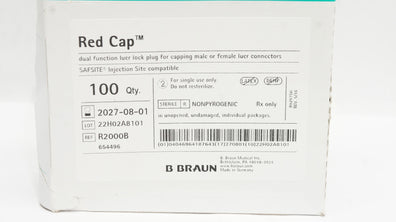 Red Cap™
dual function luer lock plug for capping male or female luer connectors
SAFSITE® Injection Site compatible
100 Qty.
For single use only.
Do not resterilize.
LATEX DEHP
2027-08-01
STERILE R NONPYROGENIC Rx only
LOT 22H02A8101
in unopened, undamaged, individual packages.
REF R2000B
654496
B BRAUN
B. Braun Medical Inc.
Bethlehem, PA 18018-3524
Made in Germany